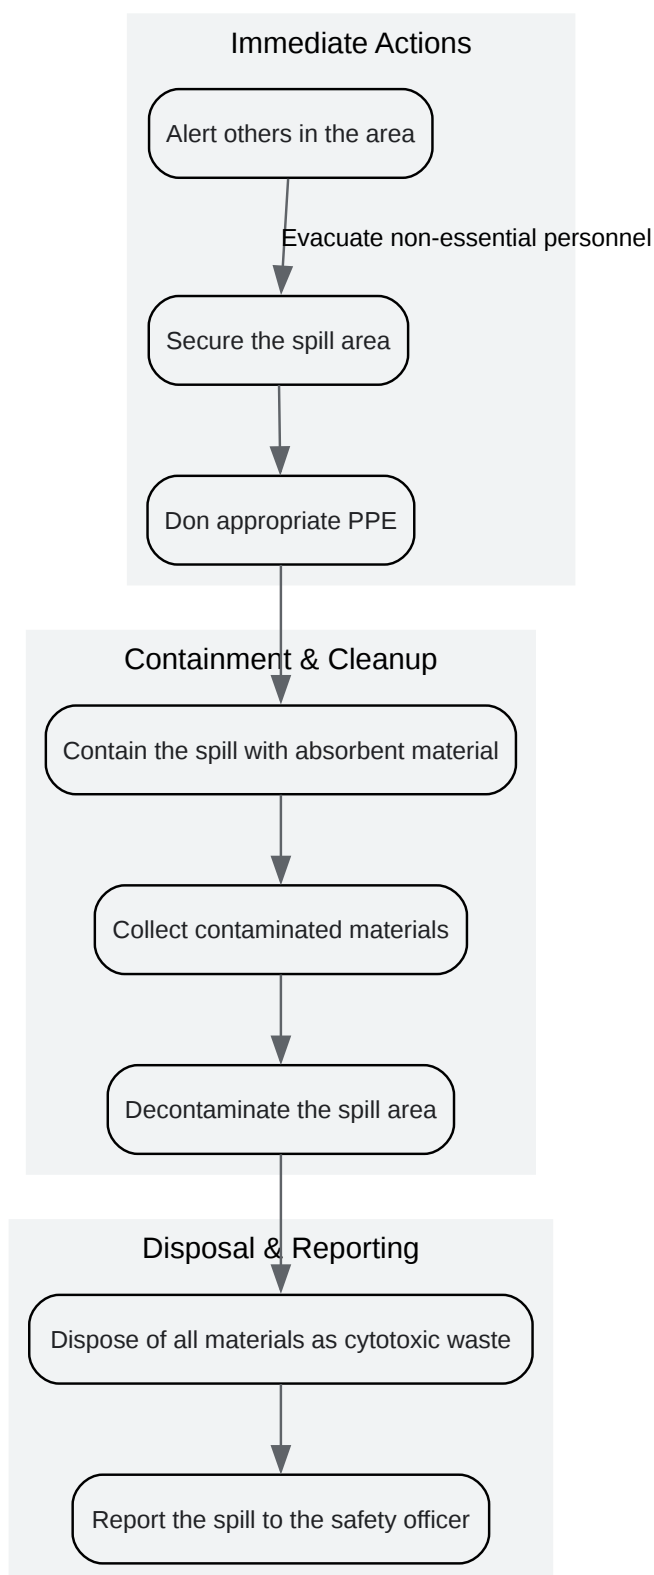 Immediate Actions
Alert others in the area
Evacuate non-essential personnel
Secure the spill area
Don appropriate PPE
Containment & Cleanup
Contain the spill with absorbent material
Collect contaminated materials
Decontaminate the spill area
Disposal & Reporting
Dispose of all materials as cytotoxic waste
Report the spill to the safety officer